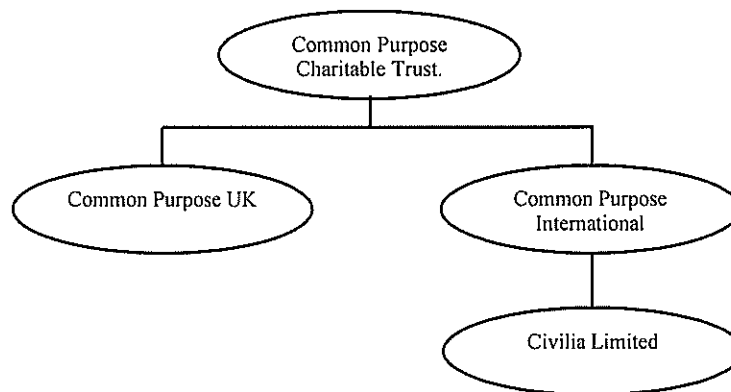 Common Purpose
Charitable Trust.
Common Purpose UK
Common Purpose
International
Civilia Limited